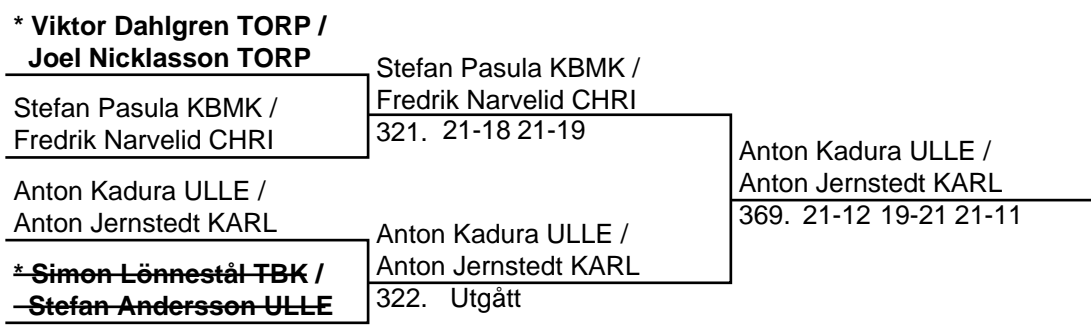 * Viktor Dahlgren TORP /
Joel Nicklasson TORP
Stefan Pasula KBMK /
Fredrik Narvelid CHRI
Anton Kadura ULLE /
Anton Jernstedt KARL
* Simon Lönnestål TBK /
Stefan Andersson ULLE
Stefan Pasula KBMK /
Fredrik Narvelid CHRI
321. 21-18 21-19
Anton Kadura ULLE /
Anton Jernstedt KARL
322. Utgått
Anton Kadura ULLE /
Anton Jernstedt KARL
369. 21-12 19-21 21-11